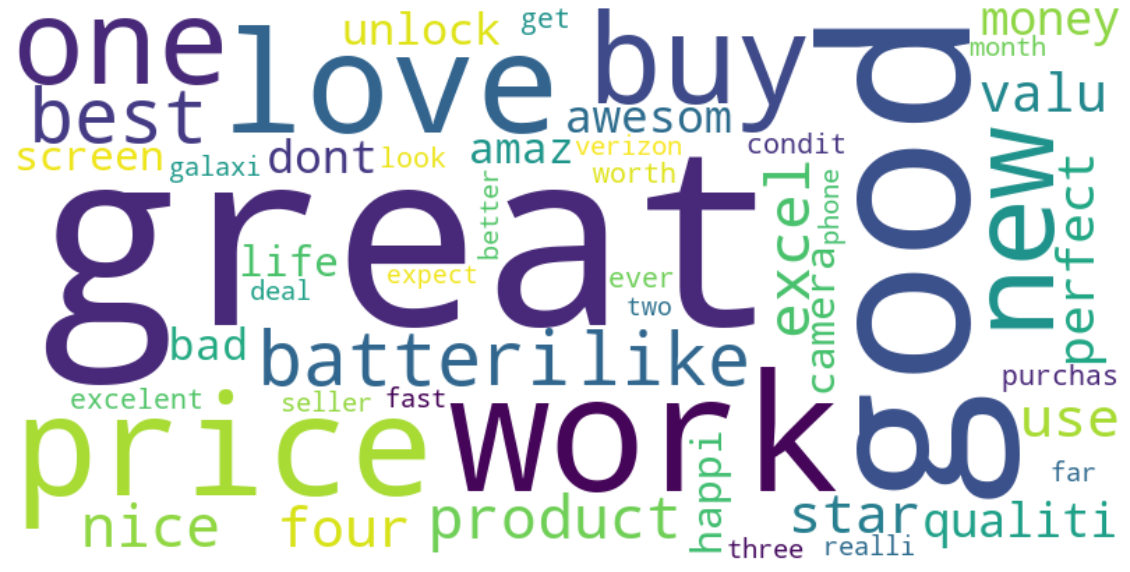 one
love
unlock
get
buy
good
money
month
best
awesom
valu
screen
galaxi
dont
look
amaz
verizon
condit
worth
new
perfect
great
better
excel
phone
camera
life
deal
expect
ever
two
bad
batteri
like
purchas
excelent
seller
fast
price
work
use
happi
far
nice
four
product
star
qualiti
three
realli